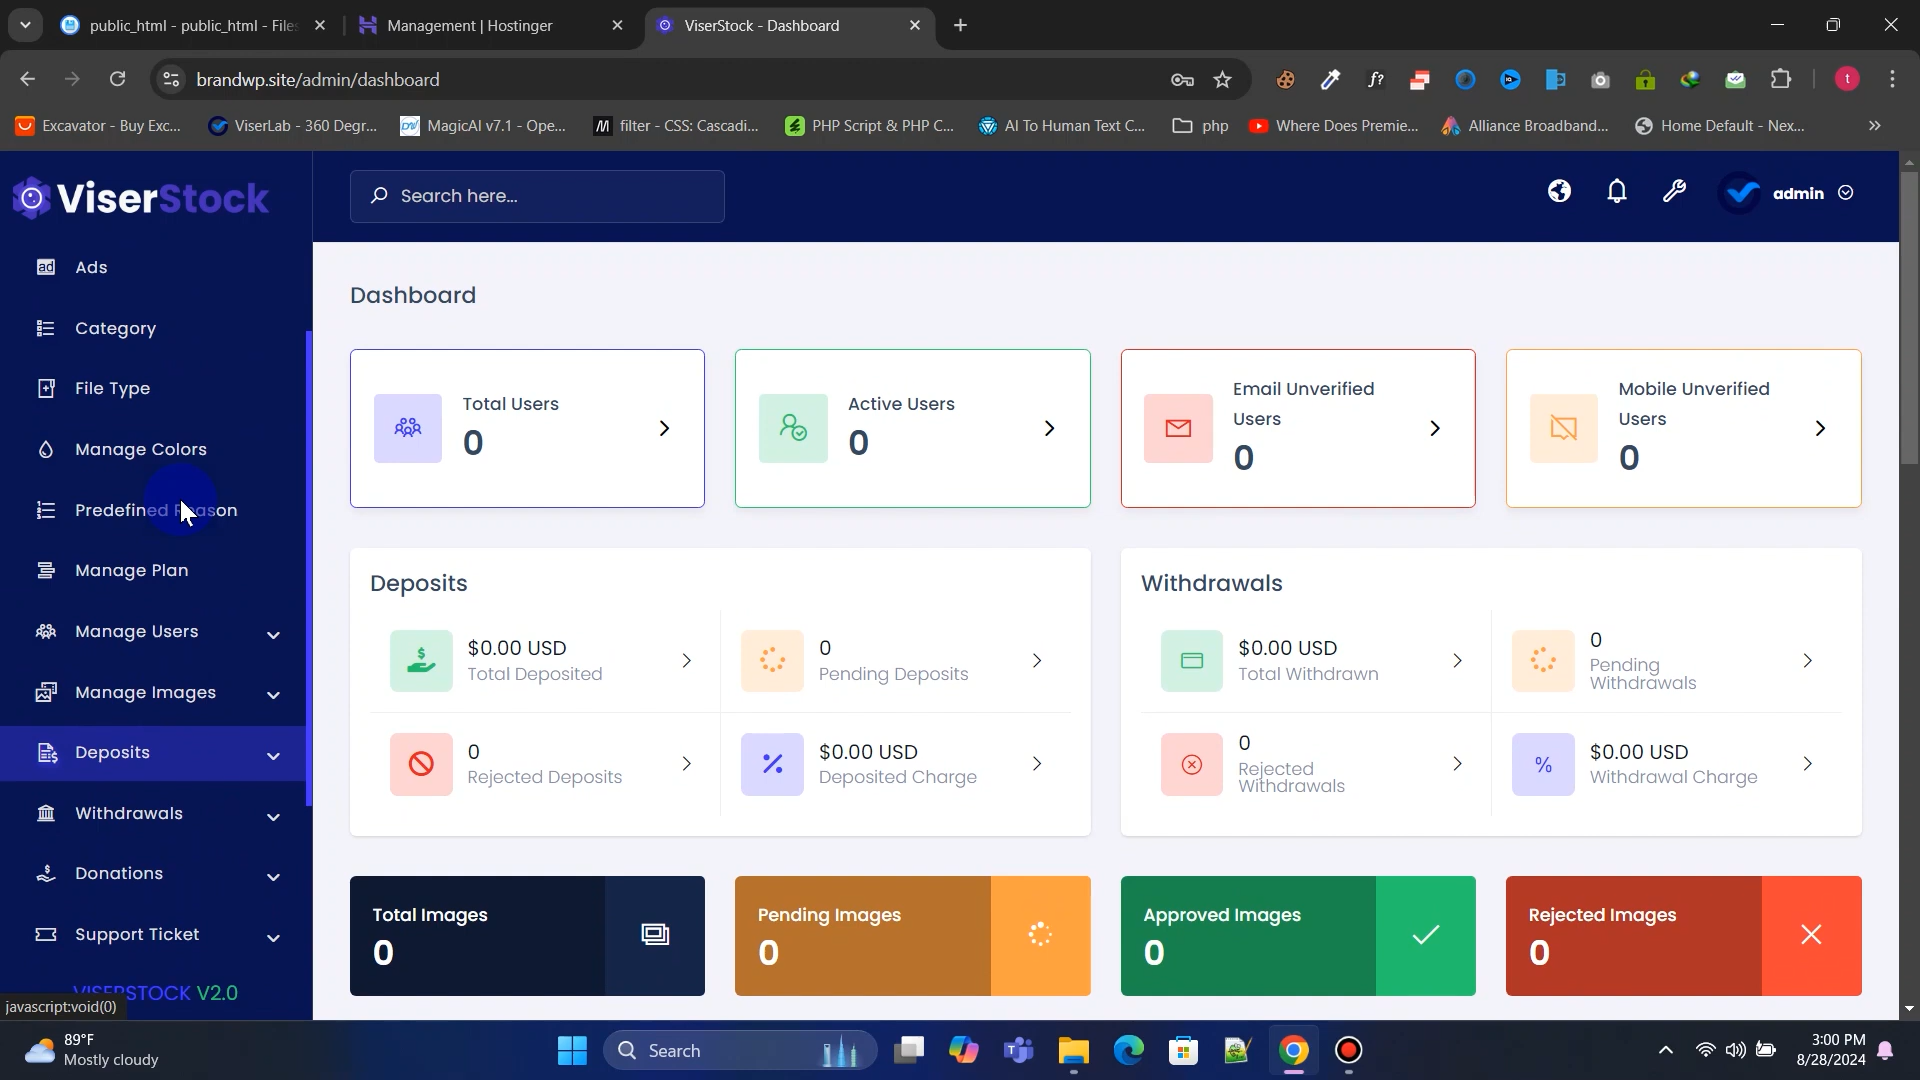 public_html - public_html - Files
Management | Hostinger
ViserStock - Dashboard
brandwp.site/admin/dashboard
Excavator - Buy Exc...
ViserLab - 360 Degr...
MagicAI v7.1 - Ope...
filter - CSS: Cascadi...
PHP Script & PHP C...
AI To Human Text C...
php
Where Does Premie...
Alliance Broadband...
Home Default - Nex...
ViserStock
Search here...
admin
Ads
Category
File Type
Manage Colors
Predefined Reason
Manage Plan
Manage Users
Manage Images
Deposits
Withdrawals
Donations
Support Ticket
VISERSTOCK V2.0
javascript:void(0)
Dashboard
Total Users
0
Active Users
0
Email Unverified
Users
0
Mobile Unverified
Users
0
Deposits
$0.00 USD
Total Deposited
0
Pending Deposits
0
Rejected Deposits
$0.00 USD
Deposited Charge
Withdrawals
$0.00 USD
Total Withdrawn
0
Pending
Withdrawals
0
Rejected
Withdrawals
$0.00 USD
Withdrawal Charge
Total Images
0
Pending Images
0
Approved Images
0
Rejected Images
0
89°F
Mostly cloudy
Search
3:00 PM
8/28/2024